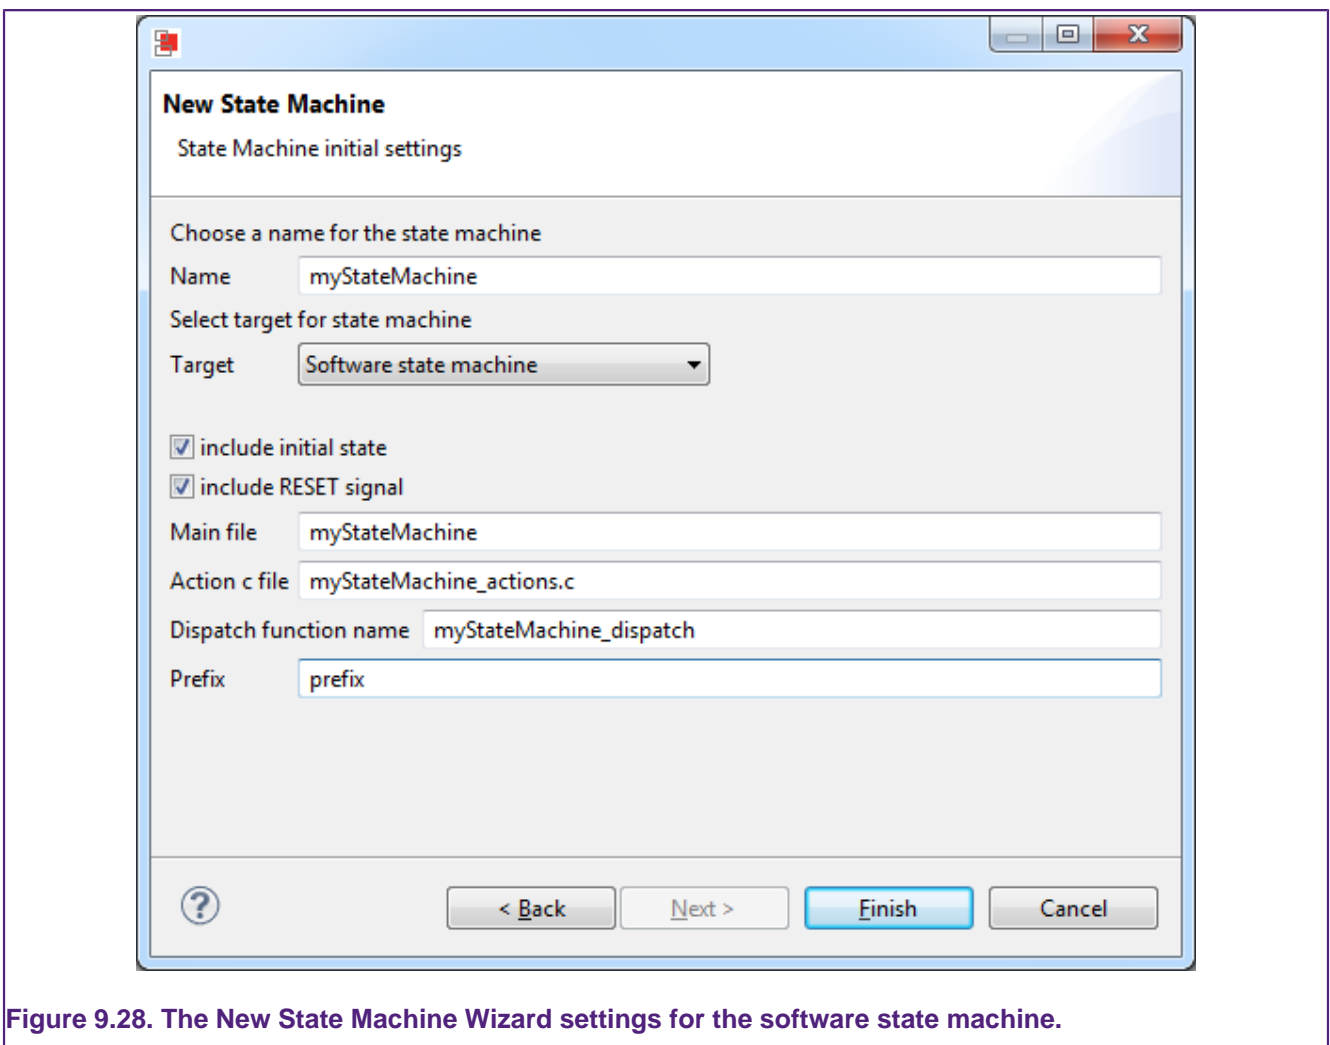 New State Machine
State Machine initial settings
Choose a name for the state machine
Name myStateMachine
Select target for state machine
Target Software state machine
include initial state
include RESET signal
Main file myStateMachine
Action c file myStateMachine_actions.c
Dispatch function name myStateMachine_dispatch
Prefix prefix
? < Back Next > Finish Cancel
Figure 9.28. The New State Machine Wizard settings for the software state machine.